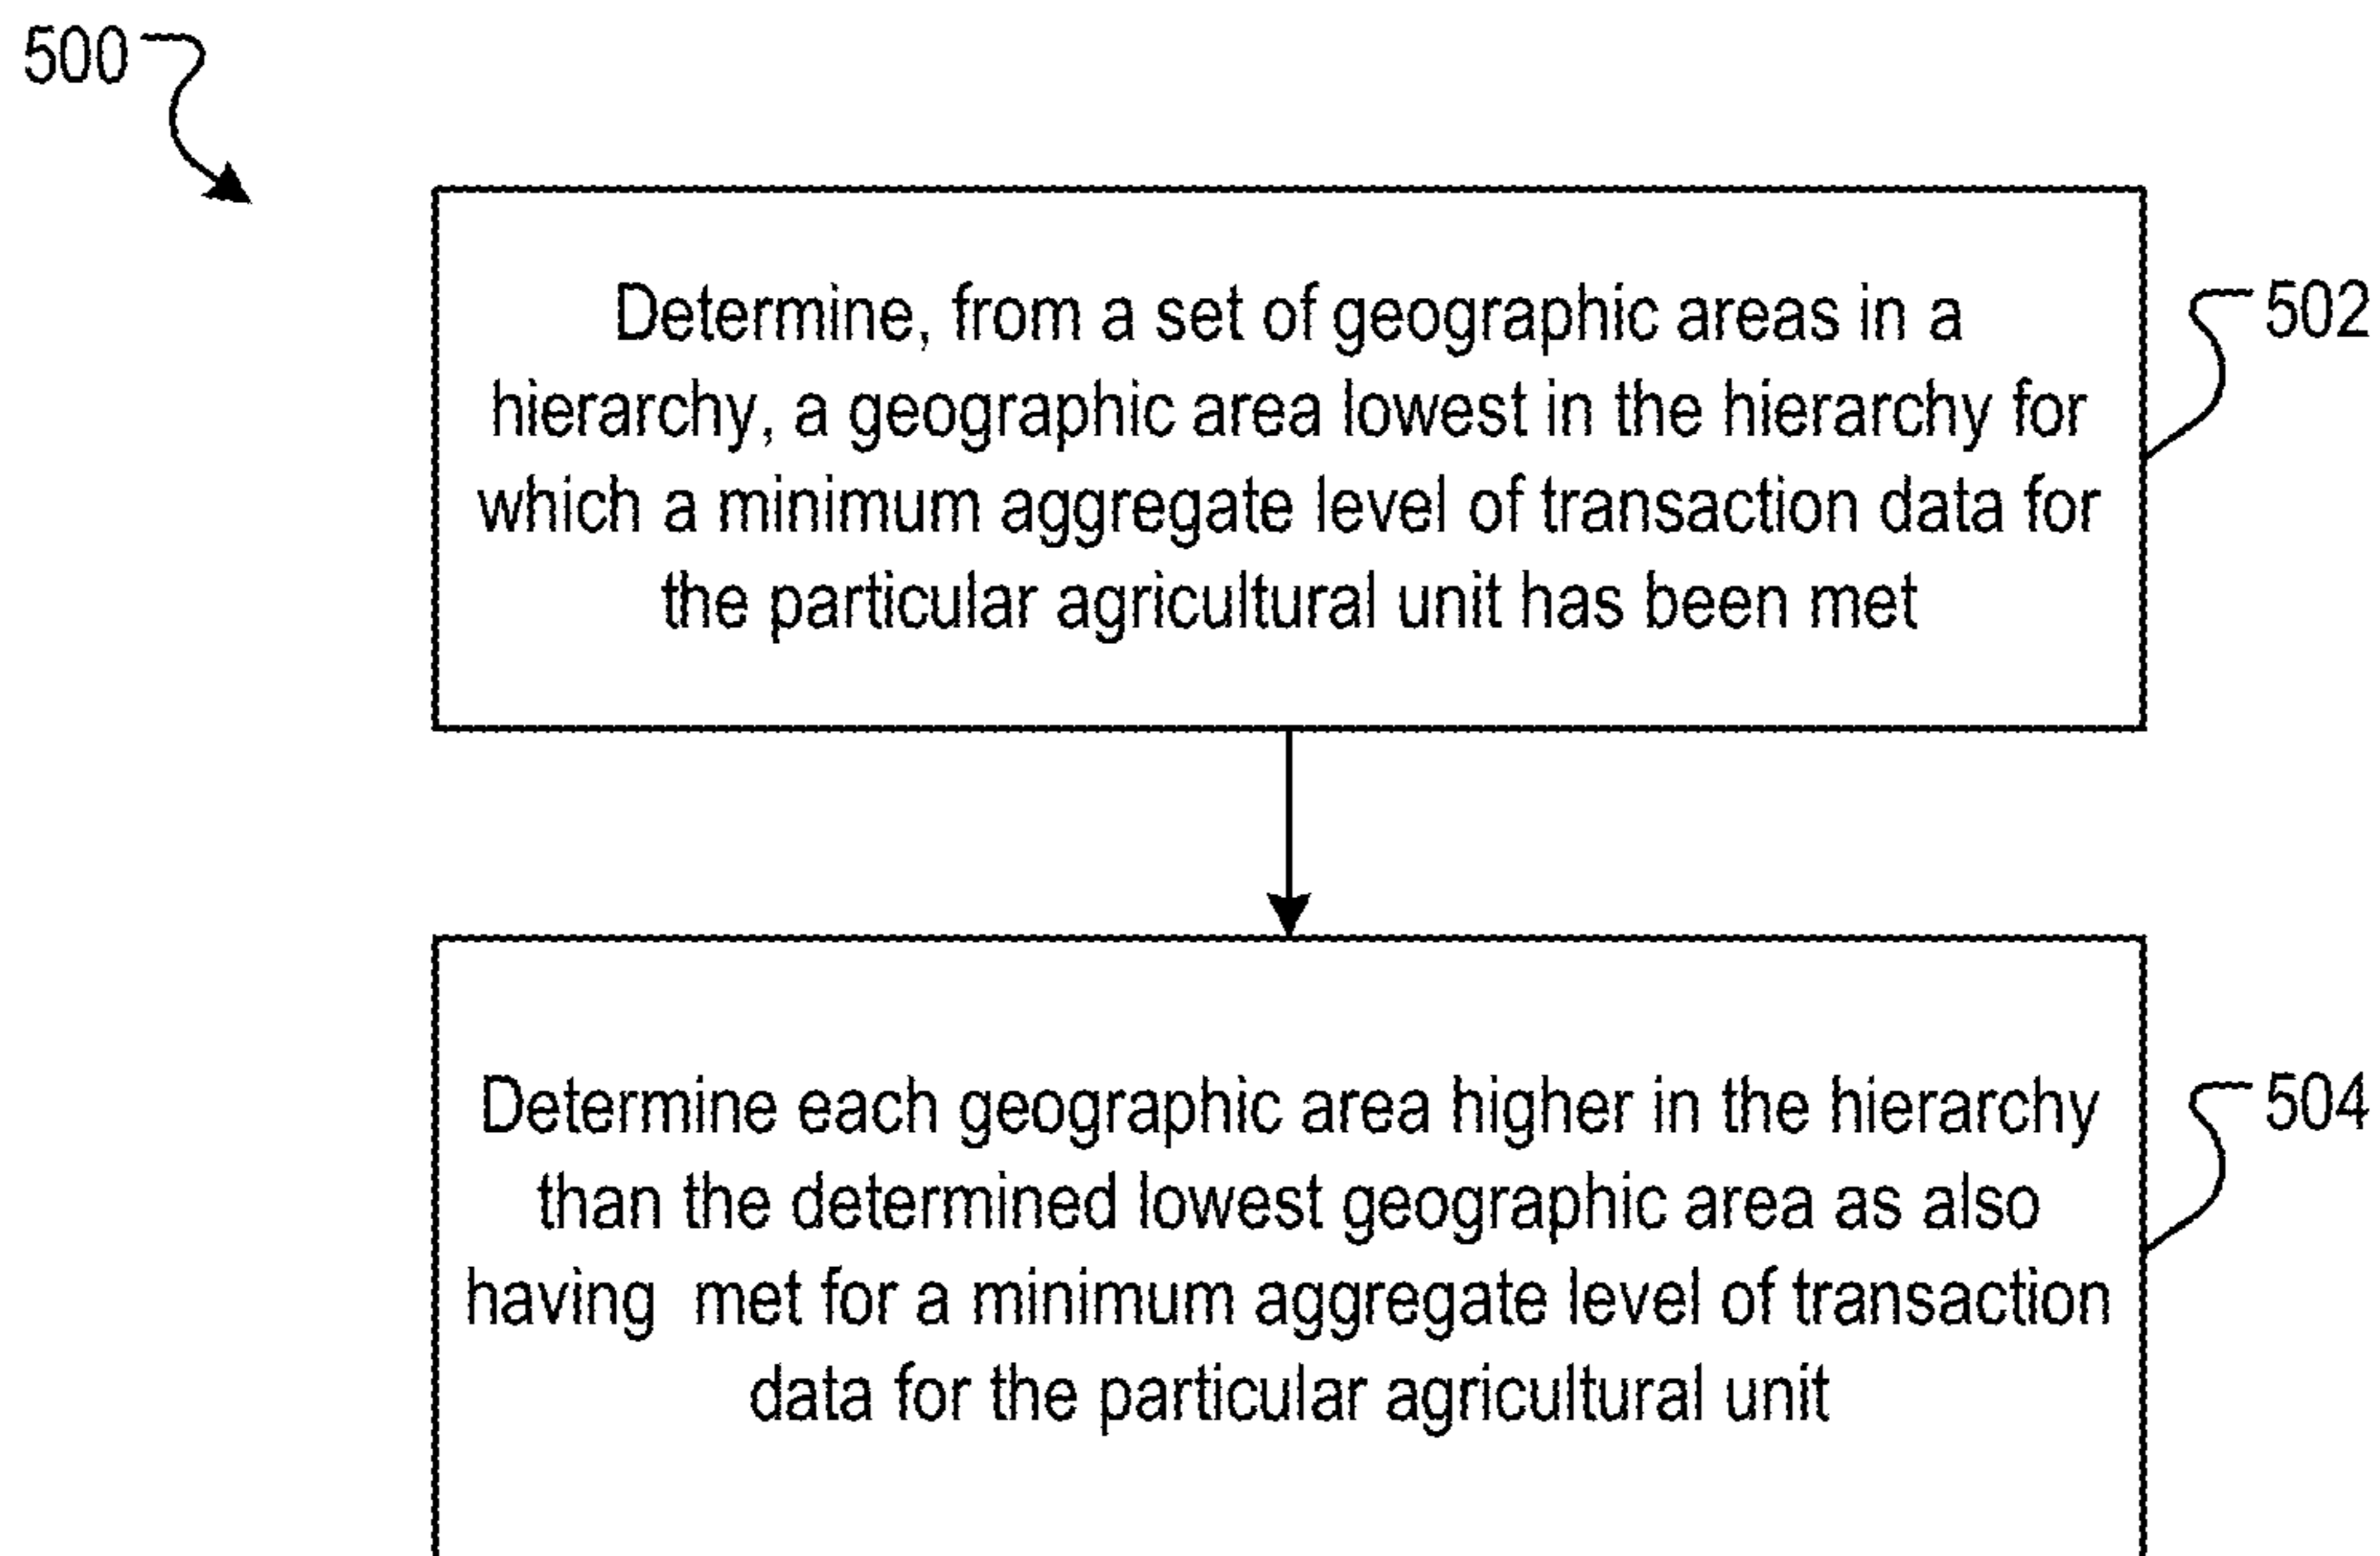 500
Determine, from a set of geographic areas in a
hierarchy, a geographic area lowest in the hierarchy for
which a minimum aggregate level of transaction data for
the particular agricultural unit has been met
502
Determine each geographic area higher in the hierarchy
than the determined lowest geographic area as also
having  met for a minimum aggregate level of transaction
data for the particular agricultural unit
504